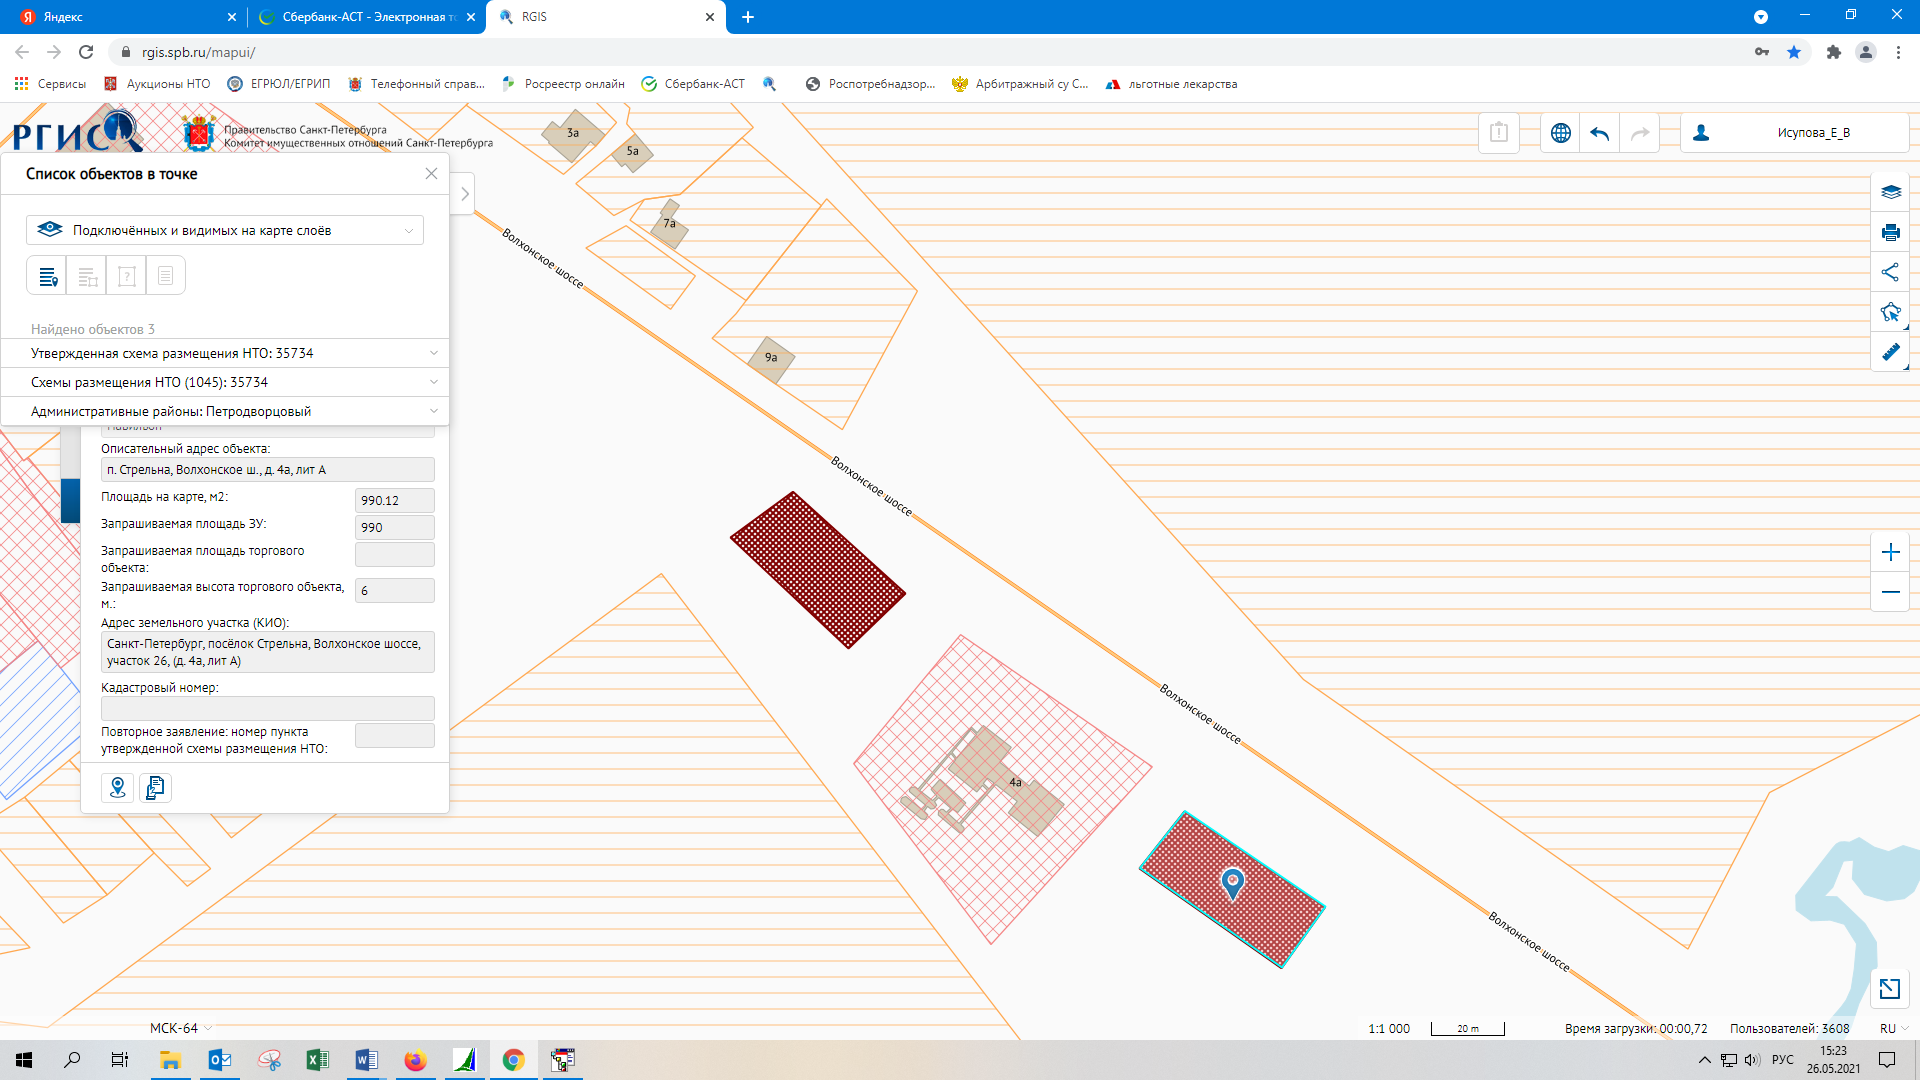 Яндекс
Сбербанк-АСТ - Электронная то
RGIS
rgis.spb.ru/mapui/
Сервисы
Аукционы НТО
ЕГРЮЛ/ЕГРИП
Телефонный справ...
Росреестр онлайн
Сбербанк-АСТ
Роспотребнадзор...
Арбитражный су С...
льготные лекарства
РГИС
Правительство Санкт-Петербурга
Комитет имущественных отношений Санкт-Петербурга
Исупова_Е_В
Список объектов в точке
Подключённых и видимых на карте слоёв
Найдено объектов 3
Утвержденная схема размещения НТО: 35734
Схемы размещения НТО (1045): 35734
Административные районы: Петродворцовый
Павильон
Описательный адрес объекта:
п. Стрельна, Волхонское ш., д. 4а, лит А
Площадь на карте, м2:
990.12
Запрашиваемая площадь ЗУ:
990
Запрашиваемая площадь торгового
объекта:
Запрашиваемая высота торгового объекта,
м.:
6
Адрес земельного участка (КИО):
Санкт-Петербург, посёлок Стрельна, Волхонское шоссе,
участок 26, (д. 4а, лит А)
Кадастровый номер:
Повторное заявление: номер пункта
утвержденной схемы размещения НТО:
3а
5а
7а
Волхонское шоссе
9а
Волхонское шоссе
Волхонское шоссе
4а
Волхонское шоссе
МСК-64
1:1 000
20 m
Время загрузки: 00:00,72
Пользователей: 3608
RU
РУС
15:23
26.05.2021